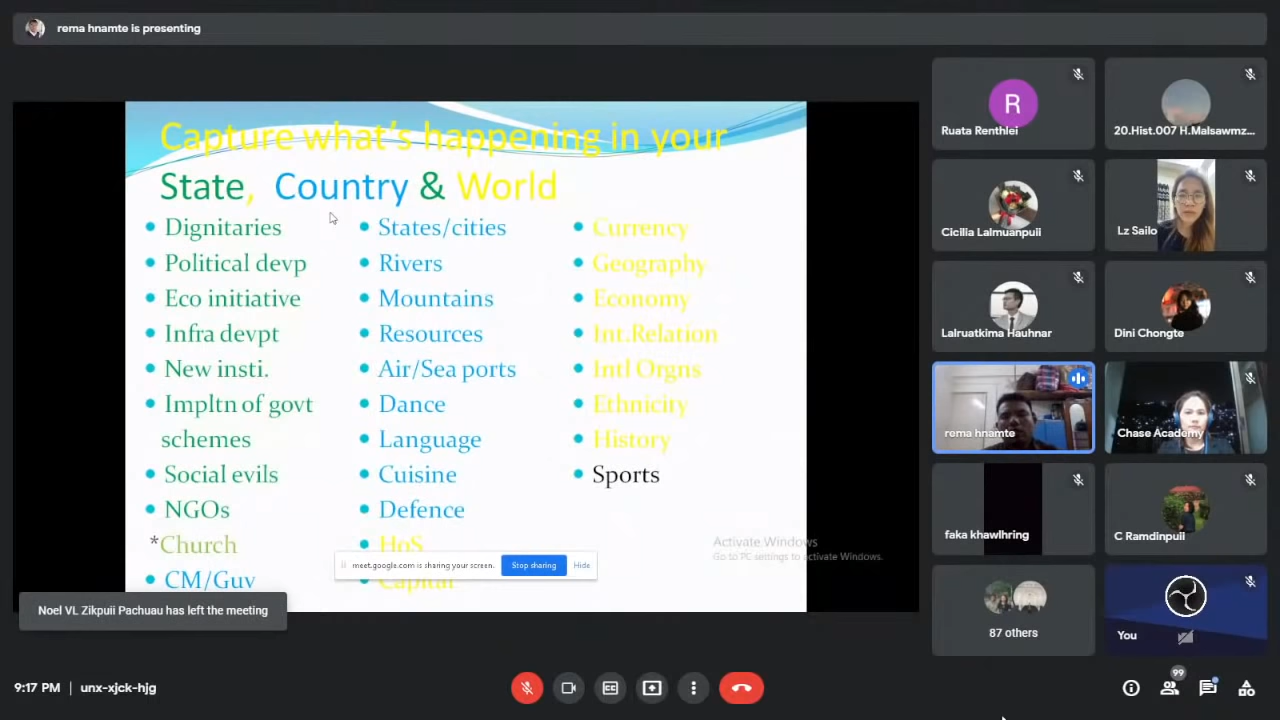 rema hnamte is presenting
Capture what's happening in your
State, Country & World
Dignitaries
Political devp
Eco initiative
Infra devpt
New insti.
Impltn of govt
schemes
Social evils
NGOs
*Church
CM/Guv
States/cities
Rivers
Mountains
Resources
Air/Sea ports
Dance
Language
Cuisine
Defence
HoS
Capital
Currency
Geography
Economy
Int.Relation
Intl Orgns
Ethnicity
History
Sports
meet.google.com is sharing your screen.
Stop sharing
Hide
Activate Windows
Go to PC settings to activate Windows.
Noel VL Zikpuii Pachuau has left the meeting
R
Ruata Renthlei
20.Hist.007 H.Malsawmz...
Cicilia Lalmuanpuii
Lz Sailo
Lalruatkima Hauhnar
Dini Chongte
rema hnamte
Chase Academy
faka khawlhring
C Ramdinpuii
87 others
You
9:17 PM | unx-xjck-hjg
CC
99